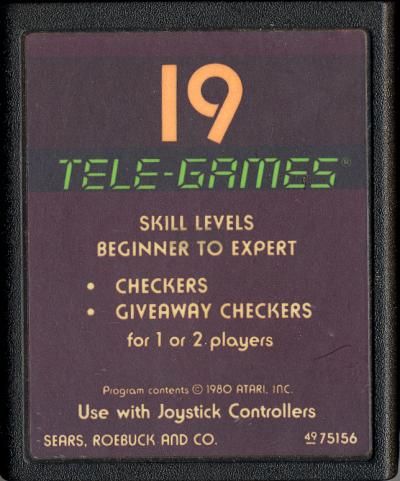 19
TELE-GAMES®
SKILL LEVELS
BEGINNER TO EXPERT
• CHECKERS
• GIVEAWAY CHECKERS
for 1 or 2 players
Program contents © 1980 ATARI, INC.
Use with Joystick Controllers
SEARS, ROEBUCK AND CO. 49 75156